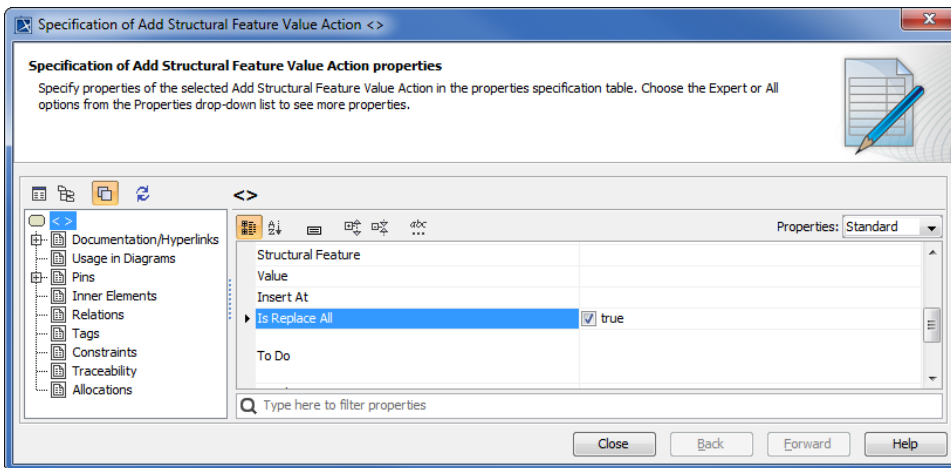 Specification of Add Structural Feature Value Action <>
Specification of Add Structural Feature Value Action properties
Specify properties of the selected Add Structural Feature Value Action in the properties specification table. Choose the Expert or All
options from the Properties drop-down list to see more properties.
<>
< >
Documentation/Hyperlinks
Usage in Diagrams
Pins
Inner Elements
Relations
Tags
Constraints
Traceability
Allocations
Properties: Standard
Structural Feature
Value
Insert At
Is Replace All true
To Do
Type here to filter properties
Close Back Forward Help